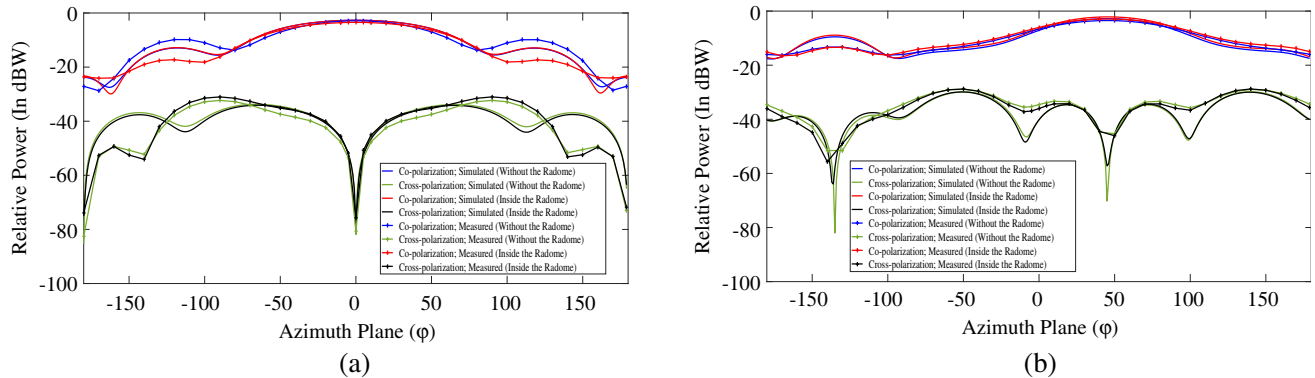 0
-20
-40
-60
-80
-100
-150
-100
-50
0
50
100
150
Relative Power (In dBW)
Azimuth Plane (φ)
Co-polarization; Simulated (Without the Radome)
Cross-polarization; Simulated (Without the Radome)
Co-polarization; Simulated (Inside the Radome)
Cross-polarization; Simulated (Inside the Radome)
Co-polarization; Measured (Without the Radome)
Cross-polarization; Measured (Without the Radome)
Co-polarization; Measured (Inside the Radome)
Cross-polarization; Measured (Inside the Radome)
(a)
0
-20
-40
-60
-80
-100
-150
-100
-50
0
50
100
150
Relative Power (In dBW)
Azimuth Plane (φ)
Co-polarization; Simulated (Without the Radome)
Cros-polarization; Simulated (Without the Radome)
Co-polarization; Simulated (Inside the Radome)
Cross-polarization; Simulated (Inside the Radome)
Co-polarization; Measured (Without the Radome)
Cross-polarization; Measured (Without the Radome)
Co-polarization; Measured (Inside the Radome)
Cross-polarization; Measured (Inside the Radome)
(b)